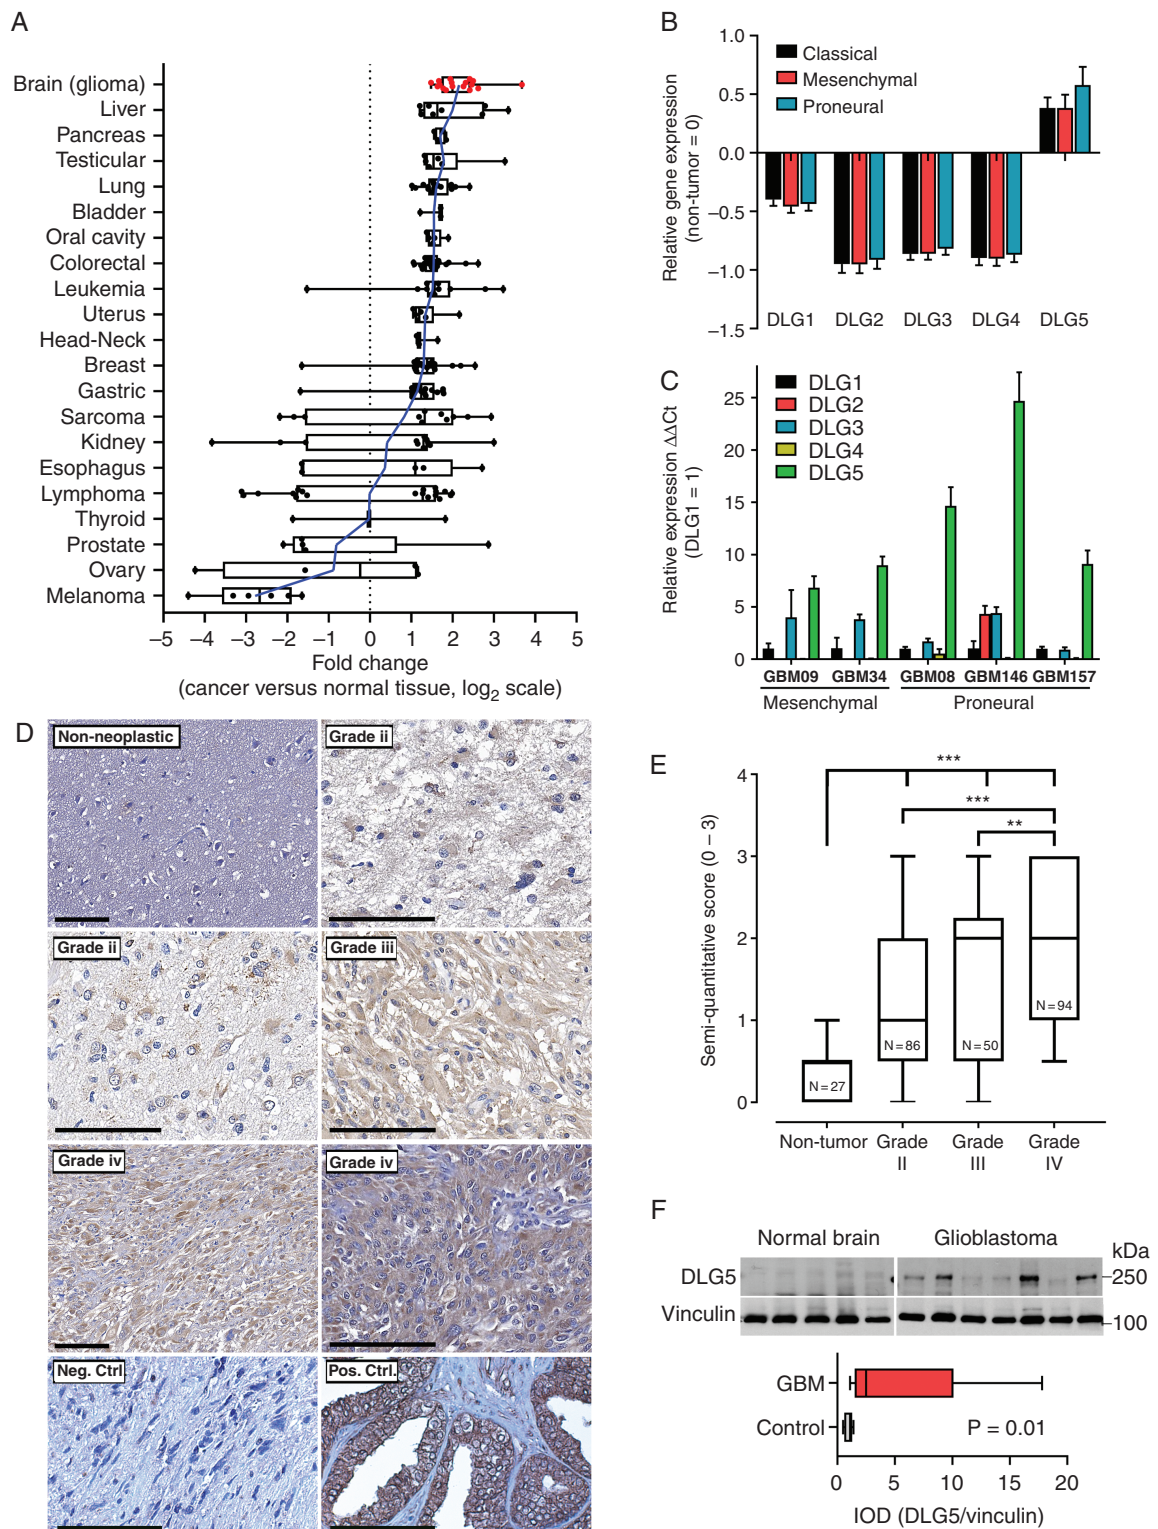 A
Brain (glioma)
Liver
Pancreas
Testicular
Lung
Bladder
Oral cavity
Colorectal
Leukemia
Uterus
Head-Neck
Breast
Gastric
Sarcoma
Kidney
Esophagus
Lymphoma
Thyroid
Prostate
Ovary
Melanoma
−5 −4 −3 −2 −1 0 1 2 3 4 5
Fold change
(cancer versus normal tissue, log2 scale)
B
Relative gene expression
(non-tumor = 0)
1.0
0.5
0.0
−0.5
−1.0
−1.5
Classical
Mesenchymal
Proneural
DLG1 DLG2 DLG3 DLG4 DLG5
C
Relative expression ΔΔCt
(DLG1 = 1)
25
20
15
10
5
0
DLG1
DLG2
DLG3
DLG4
DLG5
GBM09 GBM34 GBM08 GBM146 GBM157
Mesenchymal Proneural
D
Non-neoplastic
Grade ii
Grade ii
Grade iii
Grade iv
Grade iv
Neg. Ctrl.
Pos. Ctrl.
E
Semi-quantitative score (0 – 3)
4
3
2
1
0
***
***
**
N=27
N=86
N=50
N=94
Non-tumor Grade II Grade III Grade IV
F
Normal brain Glioblastoma
kDa
DLG5
250
Vinculin
100
GBM
Control
P = 0.01
0 5 10 15 20
IOD (DLG5/vinculin)